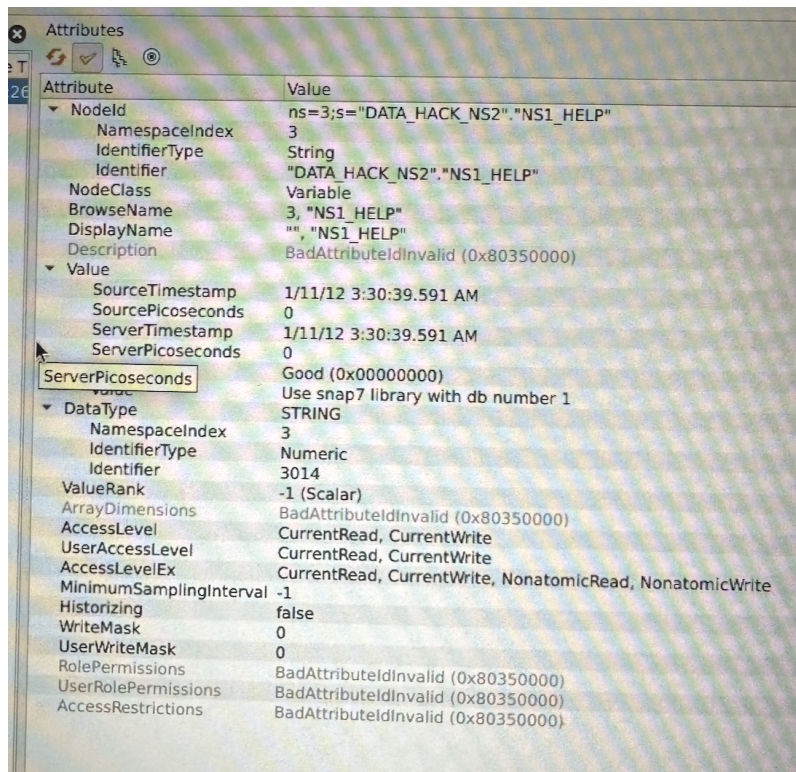 Attributes
Attribute Value
NodeId ns=3;s="DATA_HACK_NS2"."NS1_HELP"
NamespaceIndex 3
IdentifierType String
Identifier "DATA_HACK_NS2"."NS1_HELP"
NodeClass Variable
BrowseName 3, "NS1_HELP"
DisplayName "", "NS1_HELP"
Description BadAttributeIdInvalid (0x80350000)
Value
SourceTimestamp 1/11/12 3:30:39.591 AM
SourcePicoseconds 0
ServerTimestamp 1/11/12 3:30:39.591 AM
ServerPicoseconds 0
ServerPicoseconds Good (0x00000000)
Value Use snap7 library with db number 1
DataType STRING
NamespaceIndex 3
IdentifierType Numeric
Identifier 3014
ValueRank -1 (Scalar)
ArrayDimensions BadAttributeIdInvalid (0x80350000)
AccessLevel CurrentRead, CurrentWrite
UserAccessLevel CurrentRead, CurrentWrite
AccessLevelEx CurrentRead, CurrentWrite, NonatomicRead, NonatomicWrite
MinimumSamplingInterval -1
Historizing false
WriteMask 0
UserWriteMask 0
RolePermissions BadAttributeIdInvalid (0x80350000)
UserRolePermissions BadAttributeIdInvalid (0x80350000)
AccessRestrictions BadAttributeIdInvalid (0x80350000)